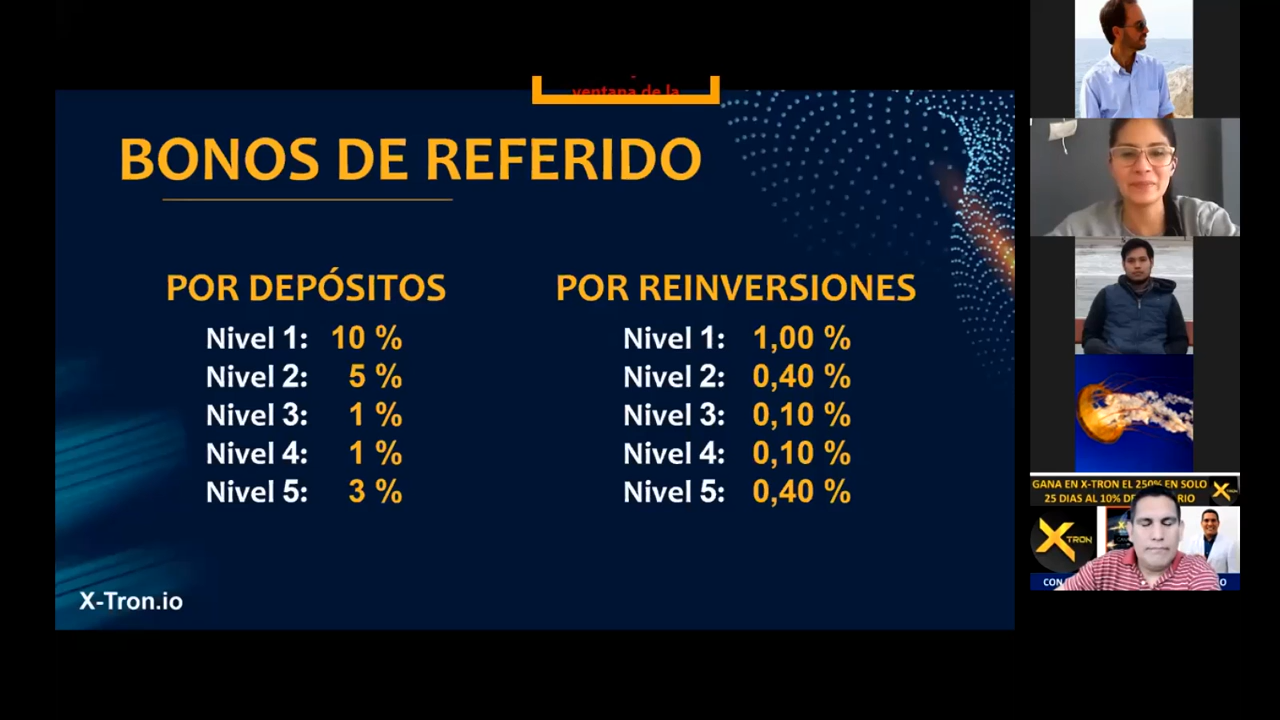 ventana de la
BONOS DE REFERIDO
POR DEPÓSITOS
Nivel 1: 10 %
Nivel 2: 5 %
Nivel 3: 1 %
Nivel 4: 1 %
Nivel 5: 3 %
POR REINVERSIONES
Nivel 1: 1,00 %
Nivel 2: 0,40 %
Nivel 3: 0,10 %
Nivel 4: 0,10 %
Nivel 5: 0,40 %
X-Tron.io
GANA EN X-TRON EL 250% EN SOLO
25 DIAS AL 10%
XTRON